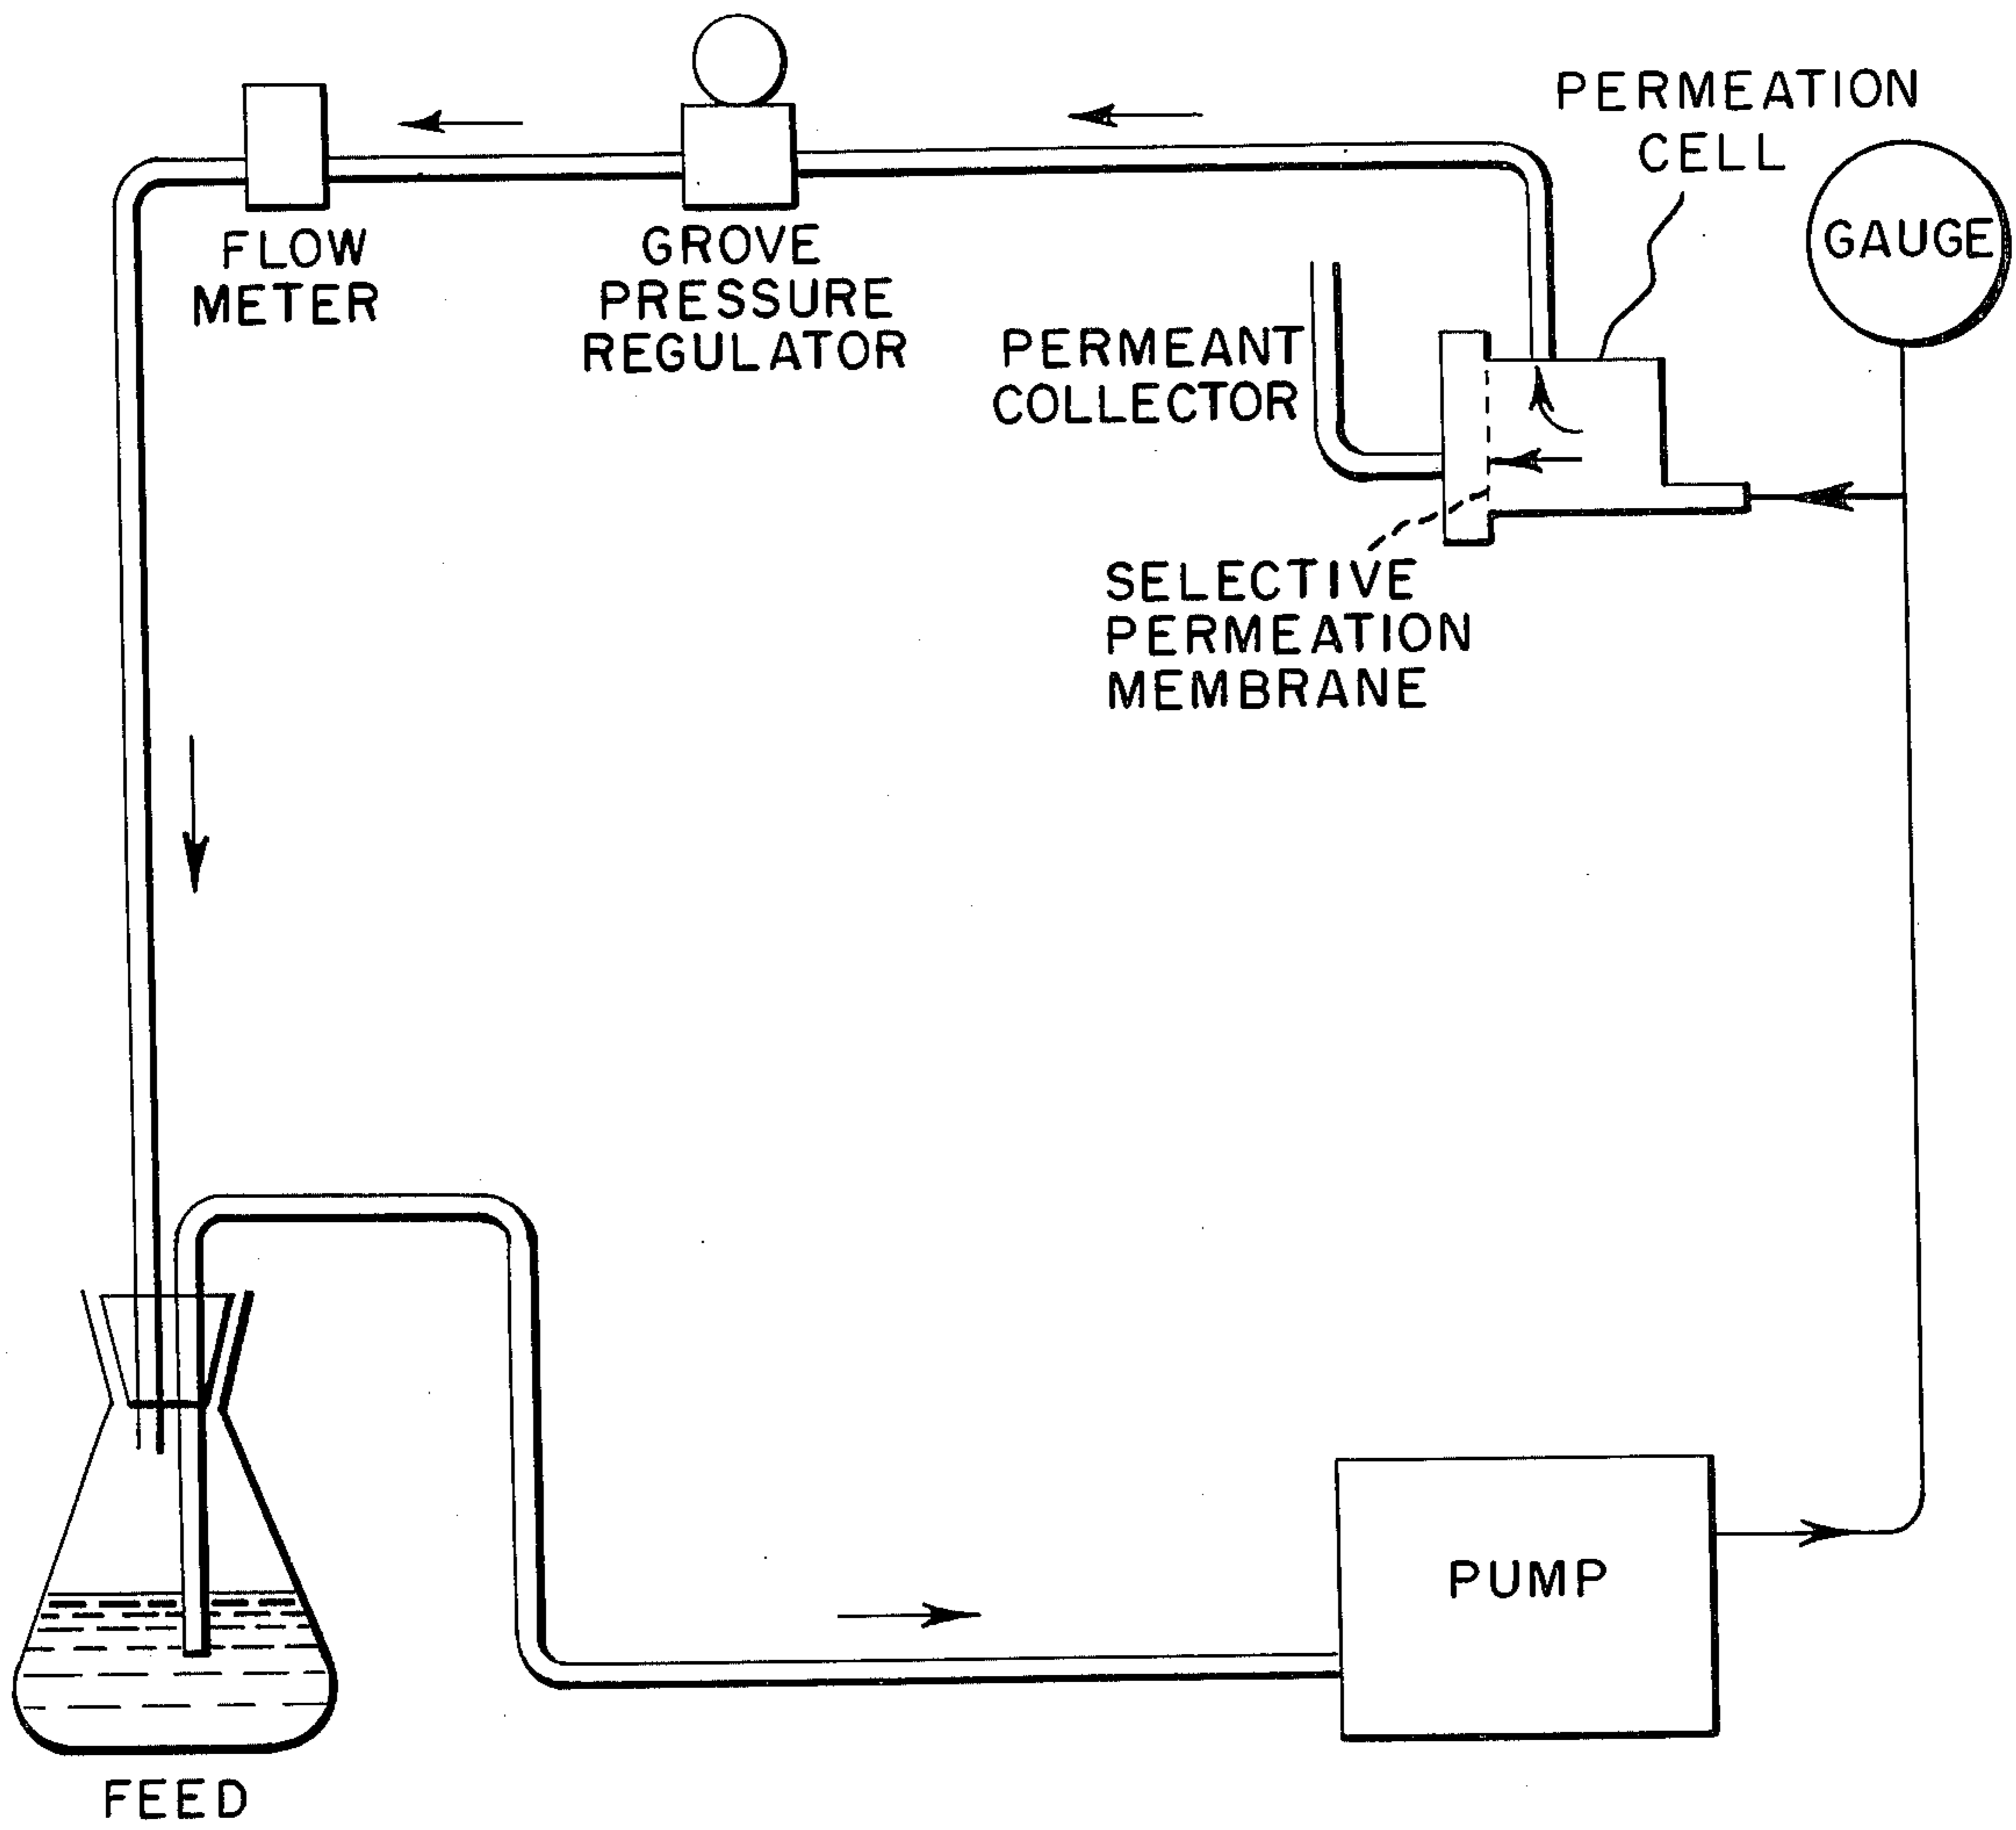 PERMEATION
CELL
GAUGE
FLOW
METER
GROVE
PRESSURE
REGULATOR
PERMEANT
COLLECTOR
SELECTIVE
PERMEATION
MEMBRANE
PUMP
FEED